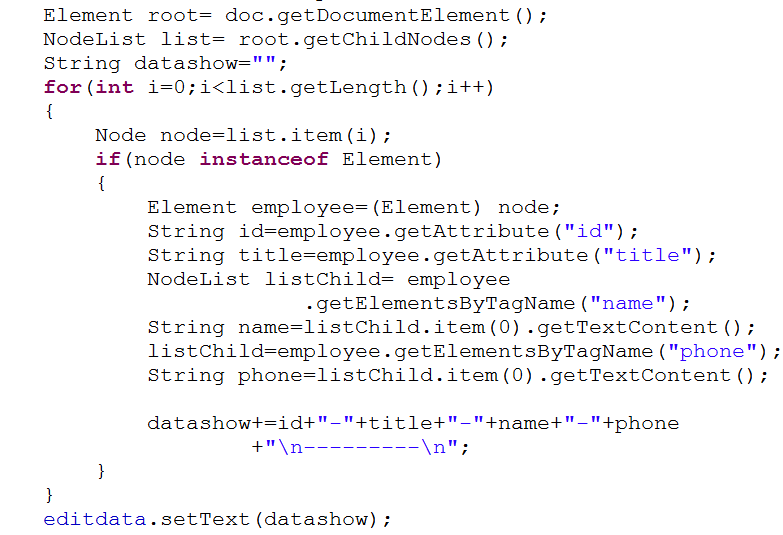 Element root= doc.getDocumentElement();
NodeList list= root.getChildNodes();
String datashow="";
for(int i=0;i<list.getLength();i++)
{
    Node node=list.item(i);
    if(node instanceof Element)
    {
        Element employee=(Element) node;
        String id=employee.getAttribute("id");
        String title=employee.getAttribute("title");
        NodeList listChild= employee
                    .getElementsByTagName("name");
        String name=listChild.item(0).getTextContent();
        listChild=employee.getElementsByTagName("phone");
        String phone=listChild.item(0).getTextContent();

        datashow+=id+"-"+title+"-"+name+"-"+phone
                +"\n---------\n";
    }
}
editdata.setText(datashow);